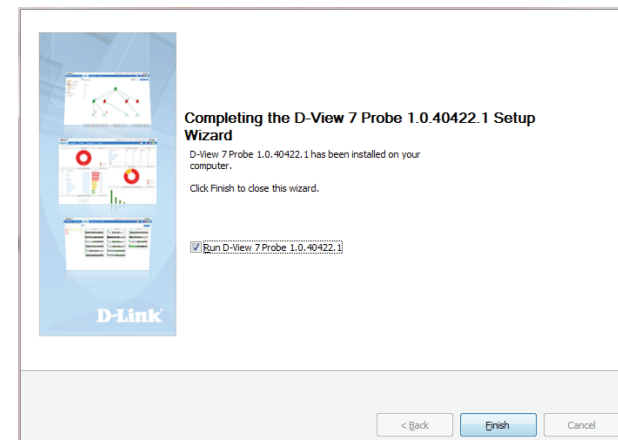 Completing the D-View 7 Probe 1.0.40422.1 Setup
Wizard
D-View 7 Probe 1.0.40422.1 has been installed on your
computer.
Click Finish to close this wizard.
Run D-View 7 Probe 1.0.40422.1
D-Link
< Back
Finish
Cancel